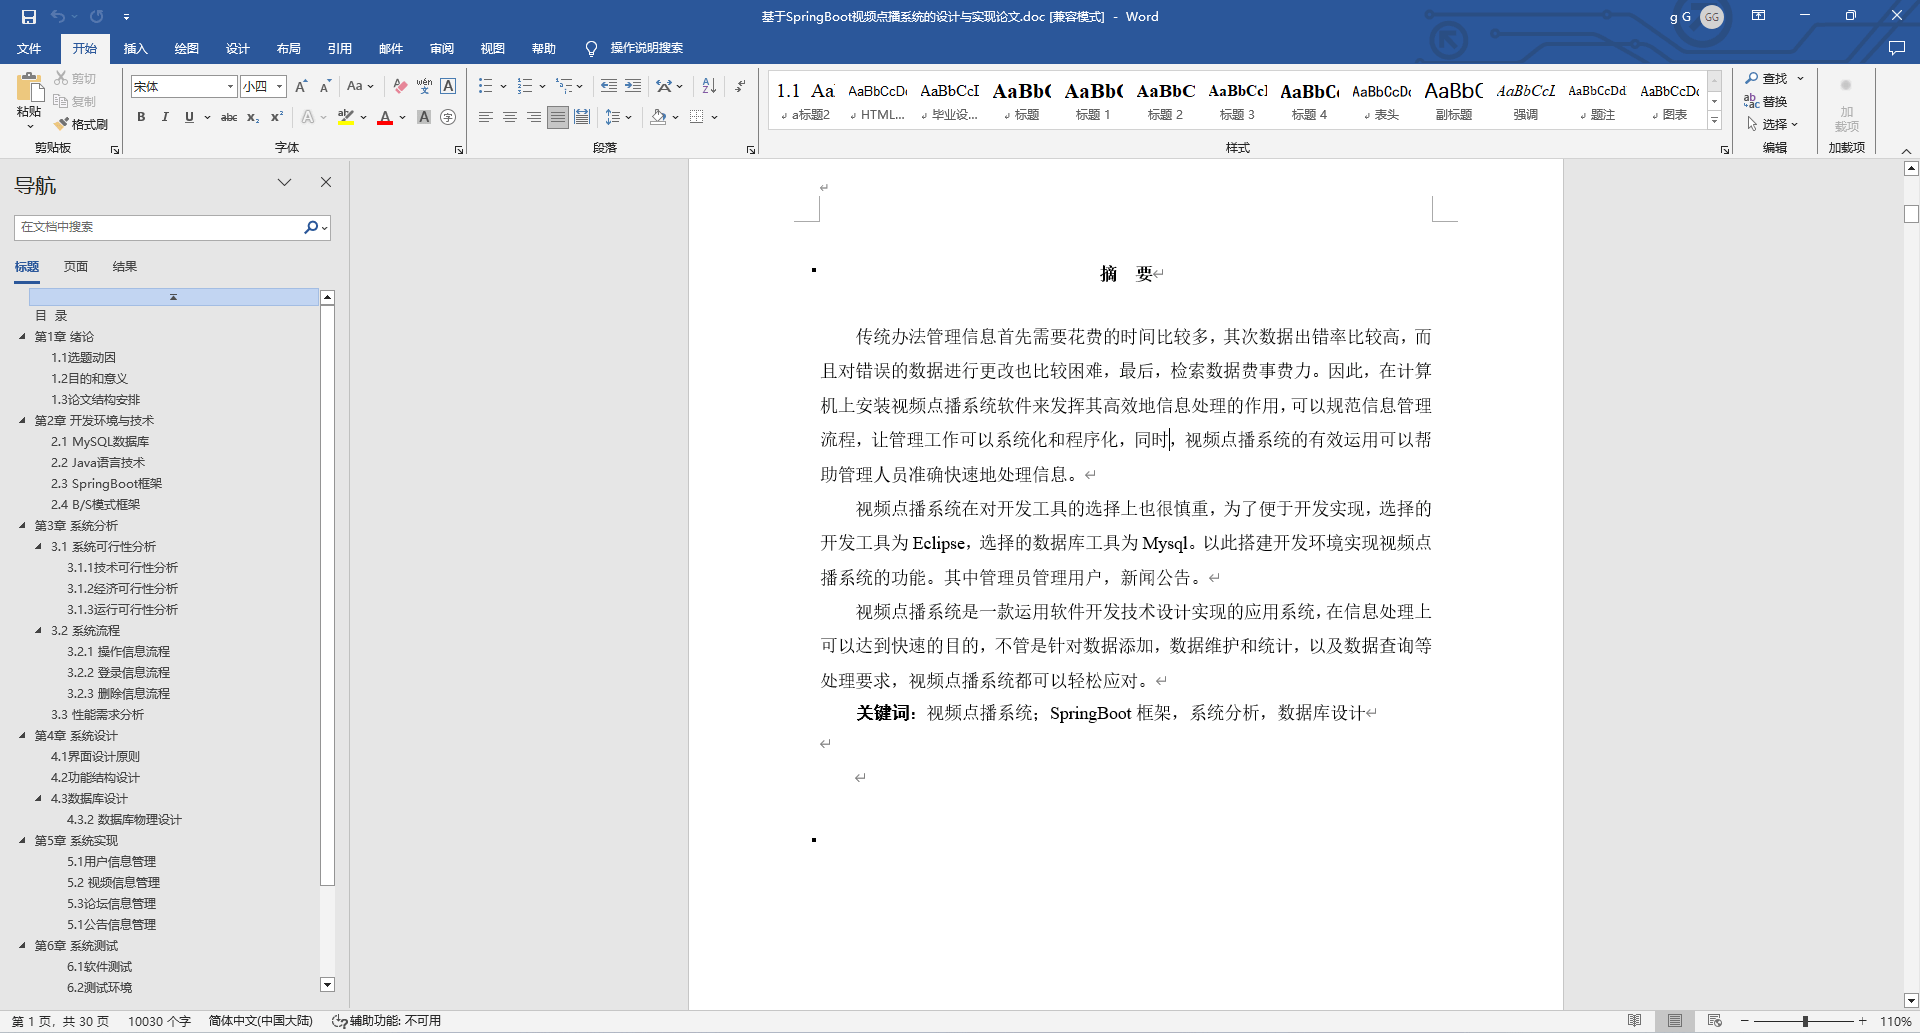 基于SpringBoot视频点播系统的设计与实现论文.doc [兼容模式] - Word
g G GG
文件 开始 插入 绘图 设计 布局 引用 邮件 审阅 视图 帮助 操作说明搜索
粘贴
剪切
复制
格式刷
剪贴板
宋体 小四
字体
段落
1.1 Aa AaBbCcDc AaBbCcI AaBbC AaBbC AaBbC AaBbCcI AaBbCc AaBbCcDc AaBbC AaBbCcL AaBbCcDd AaBbCcDc
a标题2 HTML... 毕业设... 标题 标题 1 标题 2 标题 3 标题 4 表头 副标题 强调 题注 图表
样式
查找
替换
选择
编辑
加载项
加载项
导航
在文档中搜索
标题 页面 结果
目 录
第1章 绪论
1.1选题动因
1.2目的和意义
1.3论文结构安排
第2章 开发环境与技术
2.1 MySQL数据库
2.2 Java语言技术
2.3 SpringBoot框架
2.4 B/S模式框架
第3章 系统分析
3.1 系统可行性分析
3.1.1技术可行性分析
3.1.2经济可行性分析
3.1.3运行可行性分析
3.2 系统流程
3.2.1 操作信息流程
3.2.2 登录信息流程
3.2.3 删除信息流程
3.3 性能需求分析
第4章 系统设计
4.1界面设计原则
4.2功能结构设计
4.3数据库设计
4.3.2 数据库物理设计
第5章 系统实现
5.1用户信息管理
5.2 视频信息管理
5.3论坛信息管理
5.1公告信息管理
第6章 系统测试
6.1软件测试
6.2测试环境
摘 要
传统办法管理信息首先需要花费的时间比较多，其次数据出错率比较高，而
且对错误的数据进行更改也比较困难，最后，检索数据费事费力。因此，在计算
机上安装视频点播系统软件来发挥其高效地信息处理的作用，可以规范信息管理
流程，让管理工作可以系统化和程序化，同时，视频点播系统的有效运用可以帮
助管理人员准确快速地处理信息。
视频点播系统在对开发工具的选择上也很慎重，为了便于开发实现，选择的
开发工具为 Eclipse，选择的数据库工具为 Mysql。以此搭建开发环境实现视频点
播系统的功能。其中管理员管理用户，新闻公告。
视频点播系统是一款运用软件开发技术设计实现的应用系统，在信息处理上
可以达到快速的目的，不管是针对数据添加，数据维护和统计，以及数据查询等
处理要求，视频点播系统都可以轻松应对。
关键词：视频点播系统；SpringBoot 框架，系统分析，数据库设计
第 1 页，共 30 页 10030 个字 简体中文(中国大陆) 辅助功能: 不可用
110%